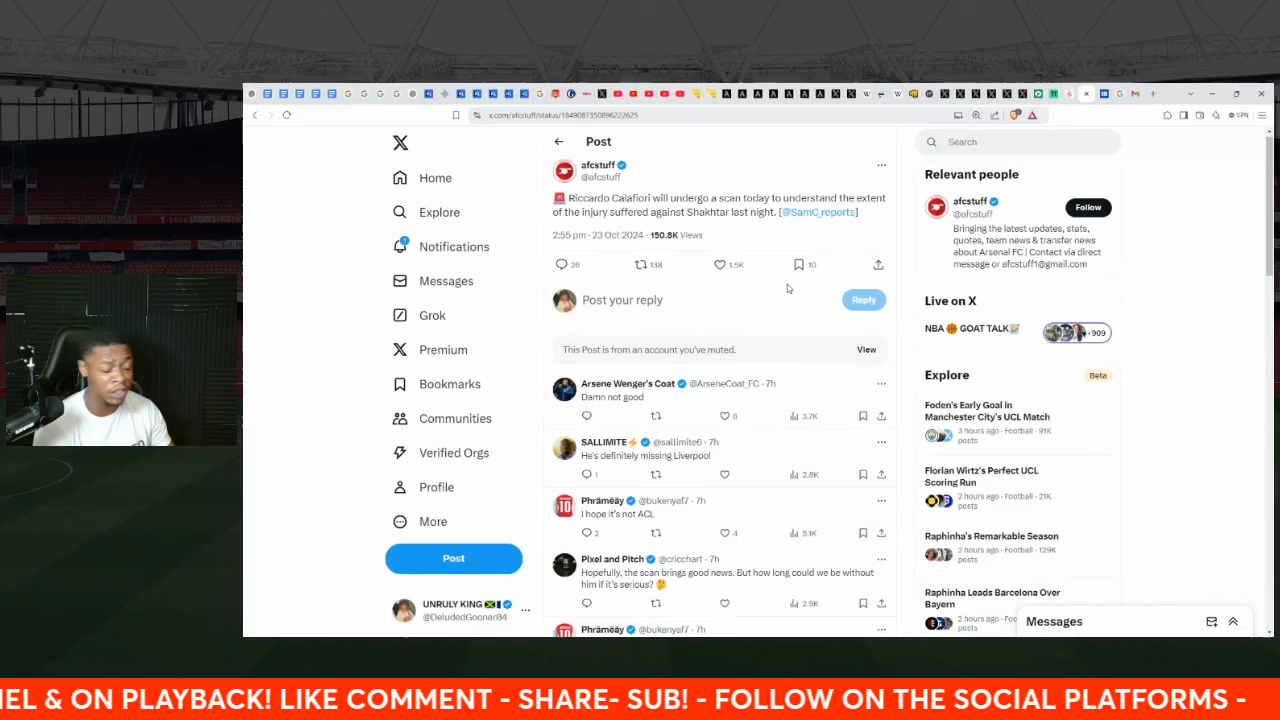 x.com/afcstuff/status/1849087350896222625
VPN
Home
Explore
Notifications
Messages
Grok
Premium
Bookmarks
Communities
Verified Orgs
Profile
More
Post
UNRULY KING
@DeludedGooner04
Post
afcstuff
@afcstuff
Riccardo Calafiori will undergo a scan today to understand the extent
of the injury suffered against Shakhtar last night. [@SamC_reports]
2:55 pm · 23 Oct 2024 · 150.8K Views
26 138 1.5K 10
Post your reply
Reply
This Post is from an account you've muted.
View
Arsene Wenger's Coat @ArseneCoat_FC · 7h
Damn not good
6 3.7K
SALLIMITE @sallimite6 · 7h
He's definitely missing Liverpool
1 2.8K
Phrämëäy @bukenyaf7 · 7h
I hope it's not ACL
2 4 5.1K
Pixel and Pitch @cricchart · 7h
Hopefully, the scan brings good news. But how long could we be without
him if it's serious?
2.9K
Phrämëäy @bukenyaf7 · 7h
Search
Relevant people
afcstuff
@afcstuff
Follow
Bringing the latest updates, stats,
quotes, team news & transfer news
about Arsenal FC | Contact via direct
message or afcstuff1@gmail.com
Live on X
NBA GOAT TALK
+909
Explore
Beta
Foden's Early Goal in
Manchester City's UCL Match
3 hours ago · Football · 91K
posts
Florian Wirtz's Perfect UCL
Scoring Run
2 hours ago · Football · 21K
posts
Raphinha's Remarkable Season
2 hours ago · Football · 129K
posts
Raphinha Leads Barcelona Over
Bayern
2 hours ago · Football ·
posts
Messages
NEL & ON PLAYBACK! LIKE COMMENT - SHARE- SUB! - FOLLOW ON THE SOCIAL PLATFORMS -